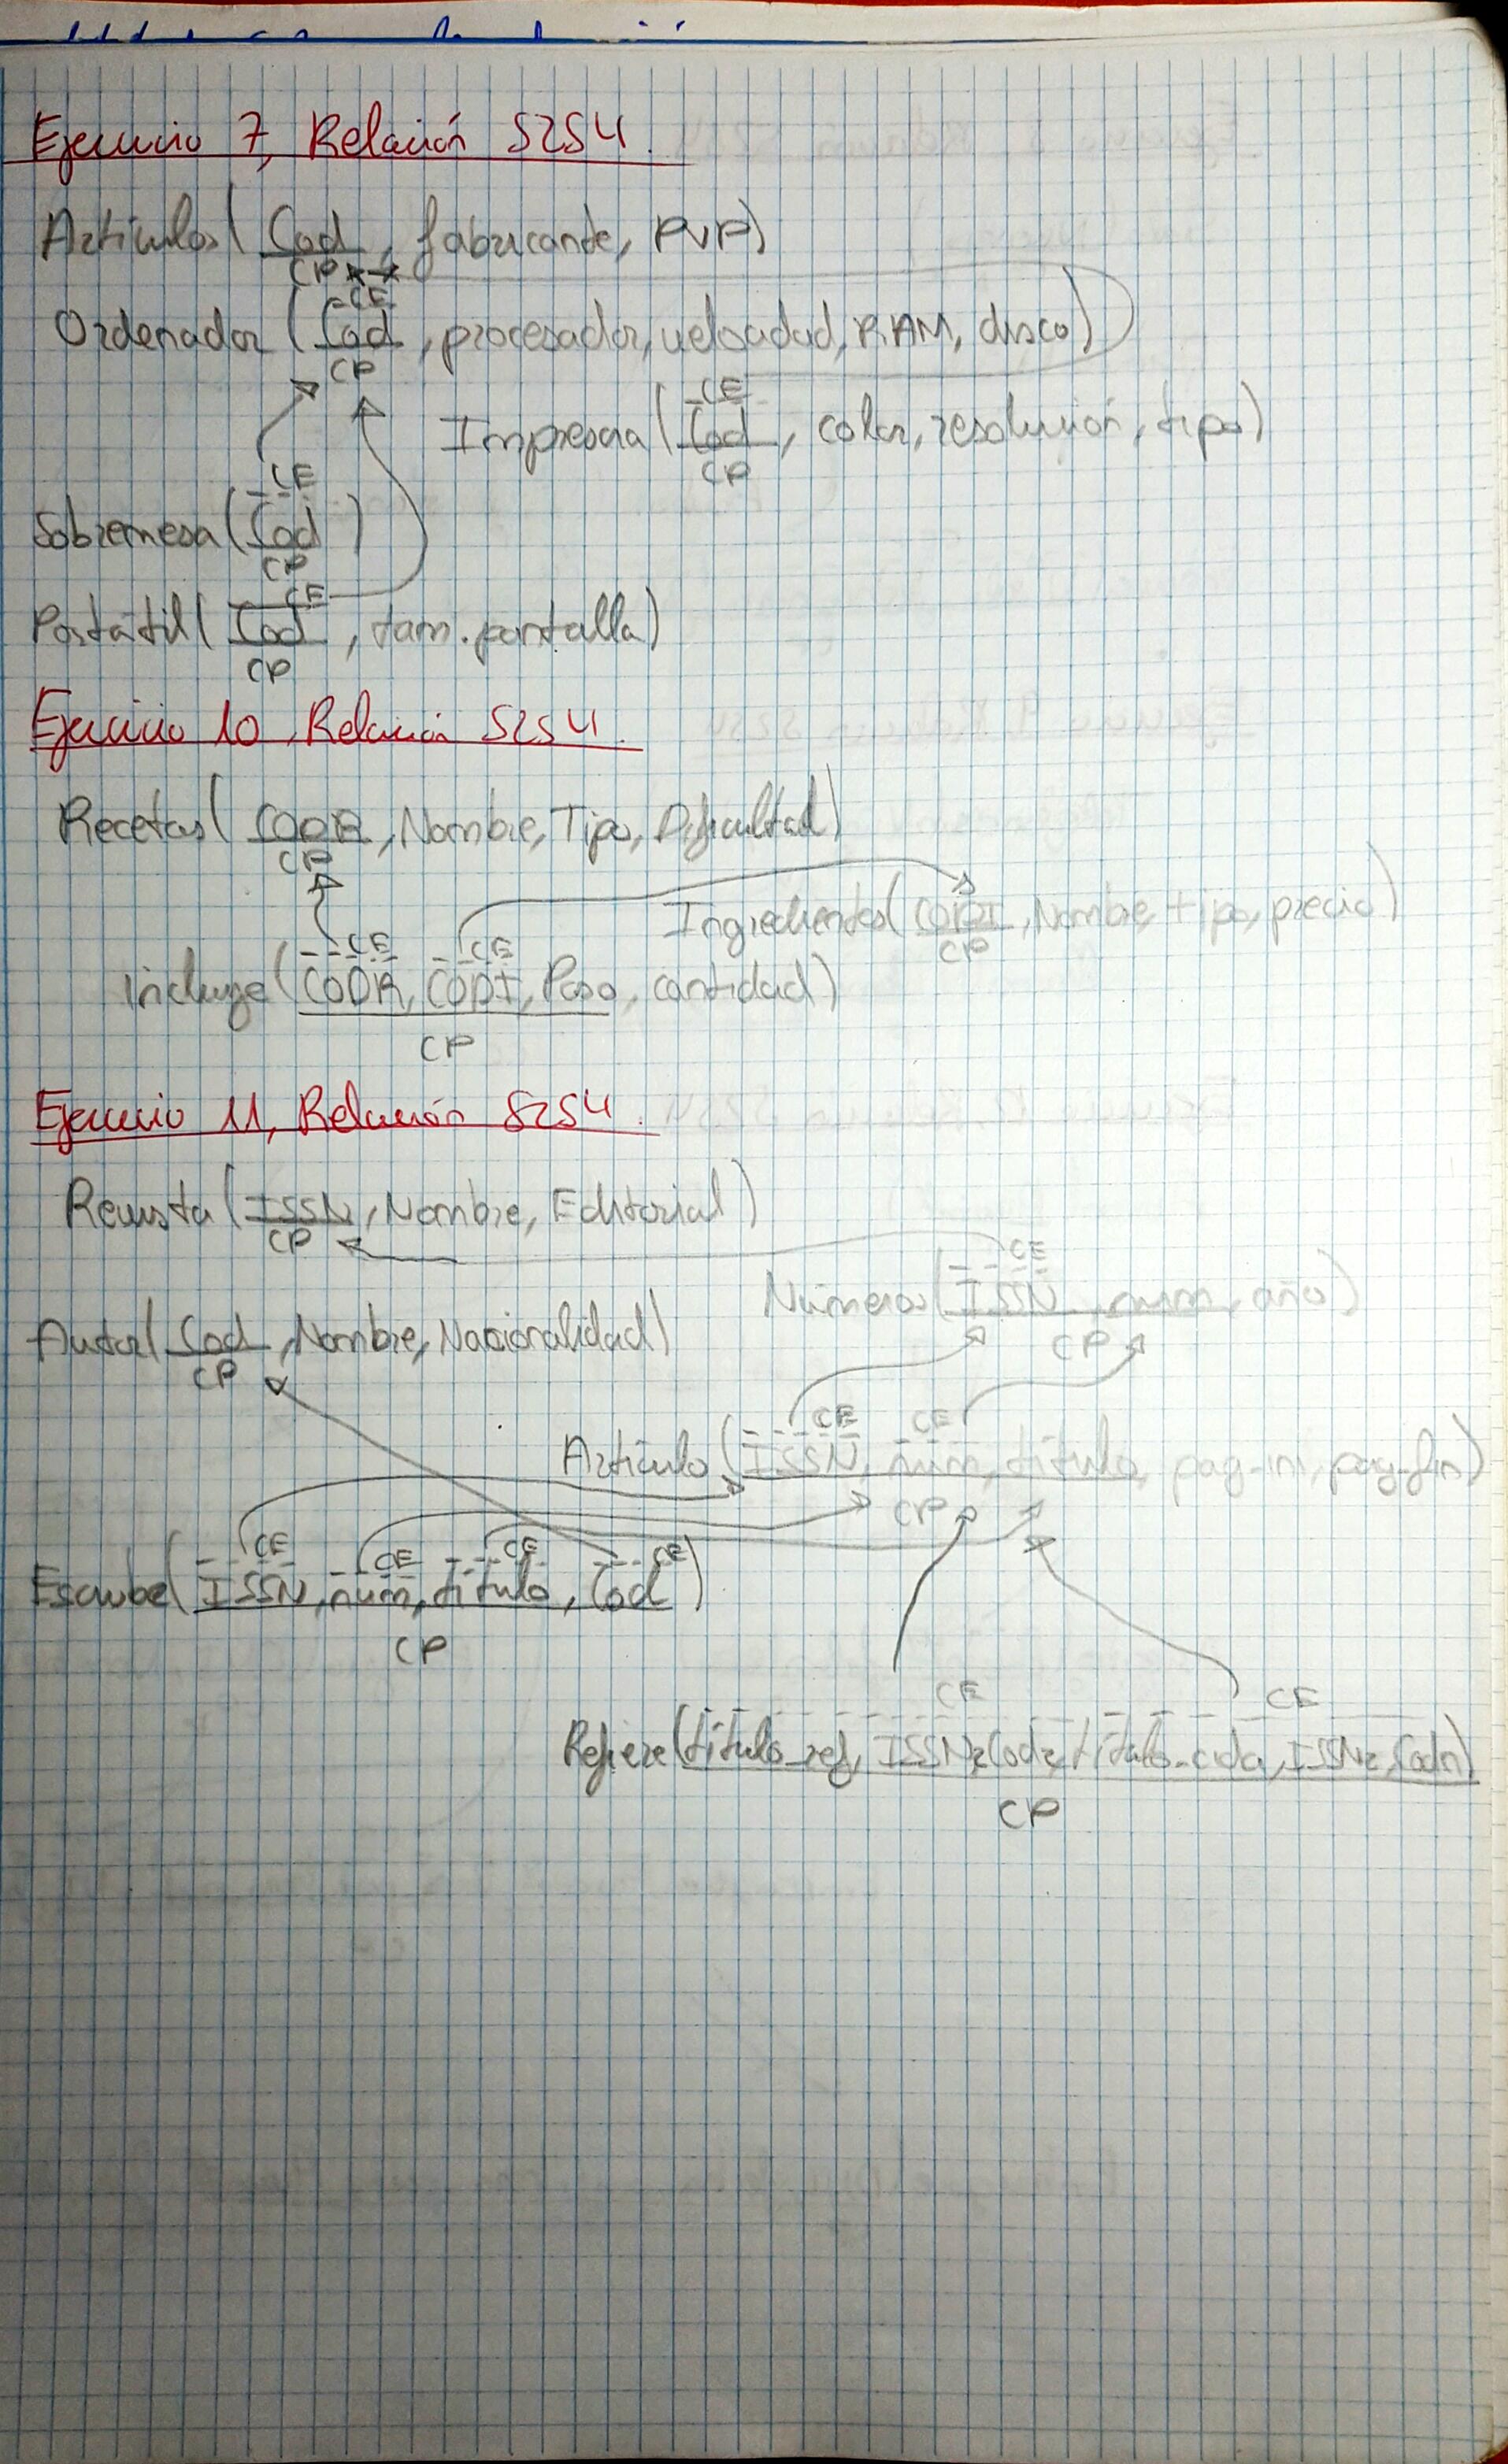 Ejercicio 7, Relación S2S4.
Artículos(Cod, fabricante, PVP)
CP
CE
Ordenador(Cod, procesador, velocidad, RAM, disco)
CP
CE
Impresora(Cod, color, resolución, tipo)
CP
CE
Sobremesa(Cod)
CP
CE
Portátil(Cod, tam.pantalla)
CP
Ejercicio 10, Relación S2S4.
Recetas(CODR, Nombre, Tipo, Dificultad)
CP
Ingredientes(CODI, Nombre, tipo, precio)
CP
CE CE
incluye(CODR, CODI, Paso, cantidad)
CP
Ejercicio 11, Relación S2S4.
Revista(ISSN, Nombre, Editorial)
CP
CE
Números(ISSN, num, año)
CP
Autor(Cod, Nombre, Nacionalidad)
CP
CE CE
Artículo(ISSN, num, título, pag-ini, pag-fin)
CP
CE CE CE CE
Escribe(ISSN, num, título, Cod)
CP
CE CE
Refiere(título_ref, título-cida,
CP